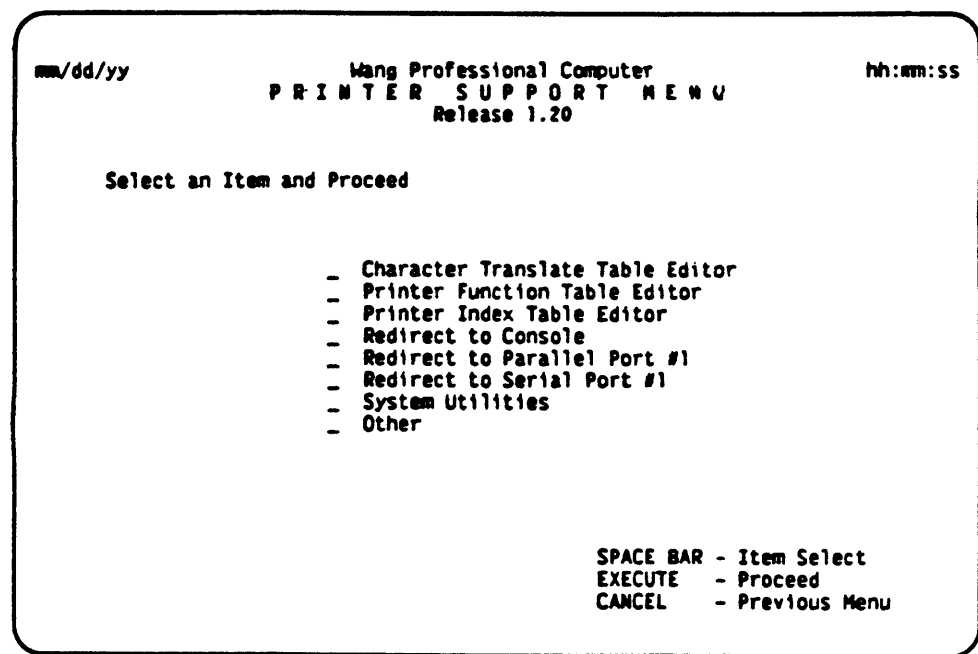 mm/dd/yy Wang Professional Computer hh:mm:ss
P R I N T E R S U P P O R T M E N U
Release 1.20
Select an Item and Proceed
_ Character Translate Table Editor
_ Printer Function Table Editor
_ Printer Index Table Editor
_ Redirect to Console
_ Redirect to Parallel Port #1
_ Redirect to Serial Port #1
_ System Utilities
_ Other
SPACE BAR - Item Select
EXECUTE - Proceed
CANCEL - Previous Menu